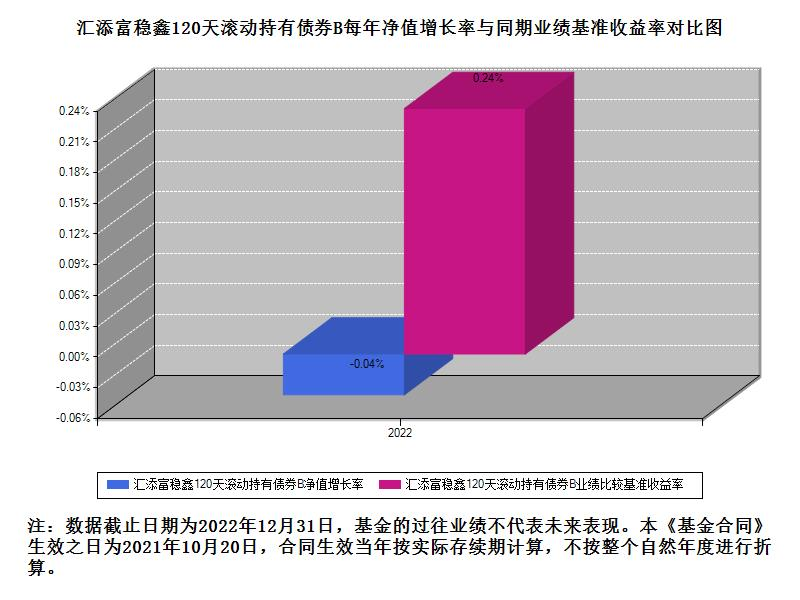 汇添富稳鑫120天滚动持有债券B每年净值增长率与同期业绩基准收益率对比图
0.24%
0.24%
0.21%
0.18%
0.15%
0.12%
0.09%
0.06%
0.03%
0.00%
-0.04%
-0.03%
-0.06%
2022
汇添富稳鑫120天滚动持有债券B净值增长率
汇添富稳鑫120天滚动持有债券B业绩比较基准收益率
注：数据截止日期为2022年12月31日，基金的过往业绩不代表未来表现。本《基金合同》
生效之日为2021年10月20日，合同生效当年按实际存续期计算，不按整个自然年度进行折
算。